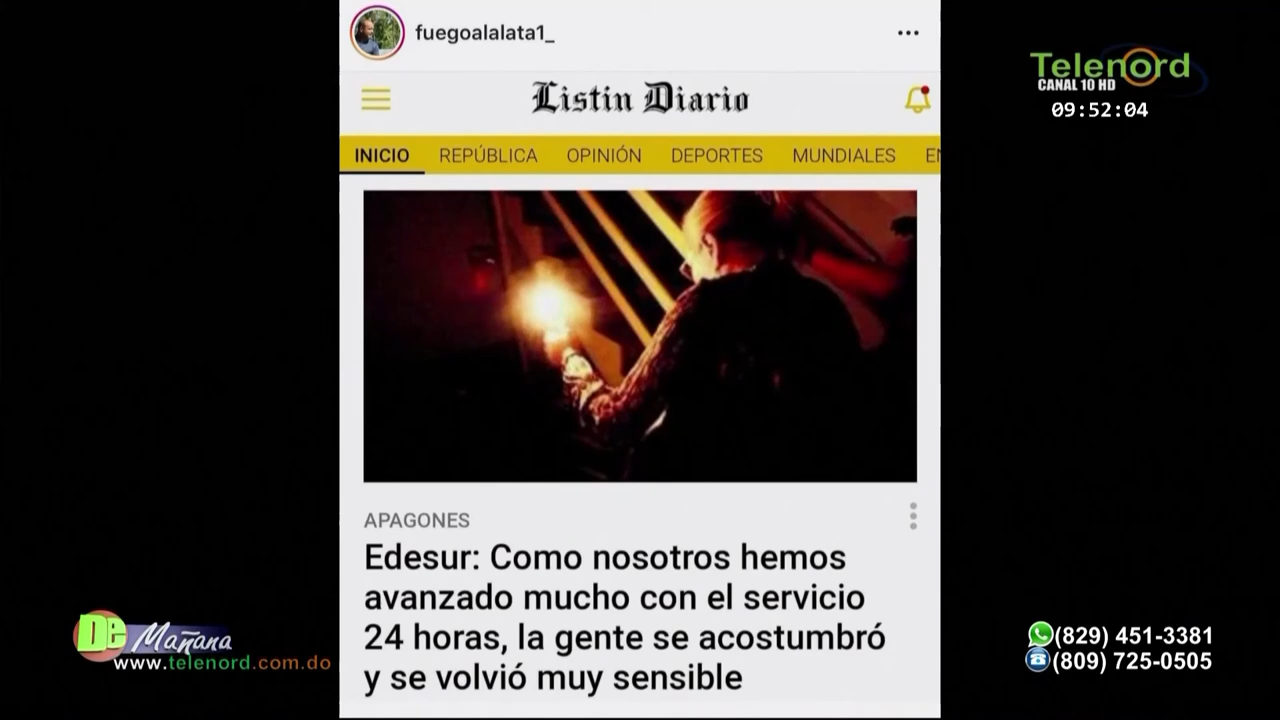 fuegoalalata1_
Listin Diario
INICIO REPÚBLICA OPINIÓN DEPORTES MUNDIALES
APAGONES
Edesur: Como nosotros hemos
avanzado mucho con el servicio
24 horas, la gente se acostumbró
y se volvió muy sensible
Telenord
CANAL 10 HD
09:52:04
De Mañana
www.telenord.com.do
(829) 451-3381
(809) 725-0505